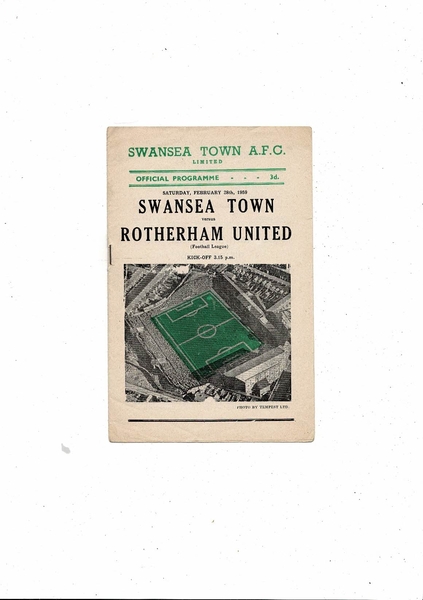 SWANSEA TOWN A.F.C.
LIMITED
OFFICIAL PROGRAMME - - - 3d.
SATURDAY, FEBRUARY 28th, 1959
SWANSEA TOWN
versus
ROTHERHAM UNITED
(Football League)
KICK-OFF 3.15 p.m.
PHOTO BY TEMPEST LTD.